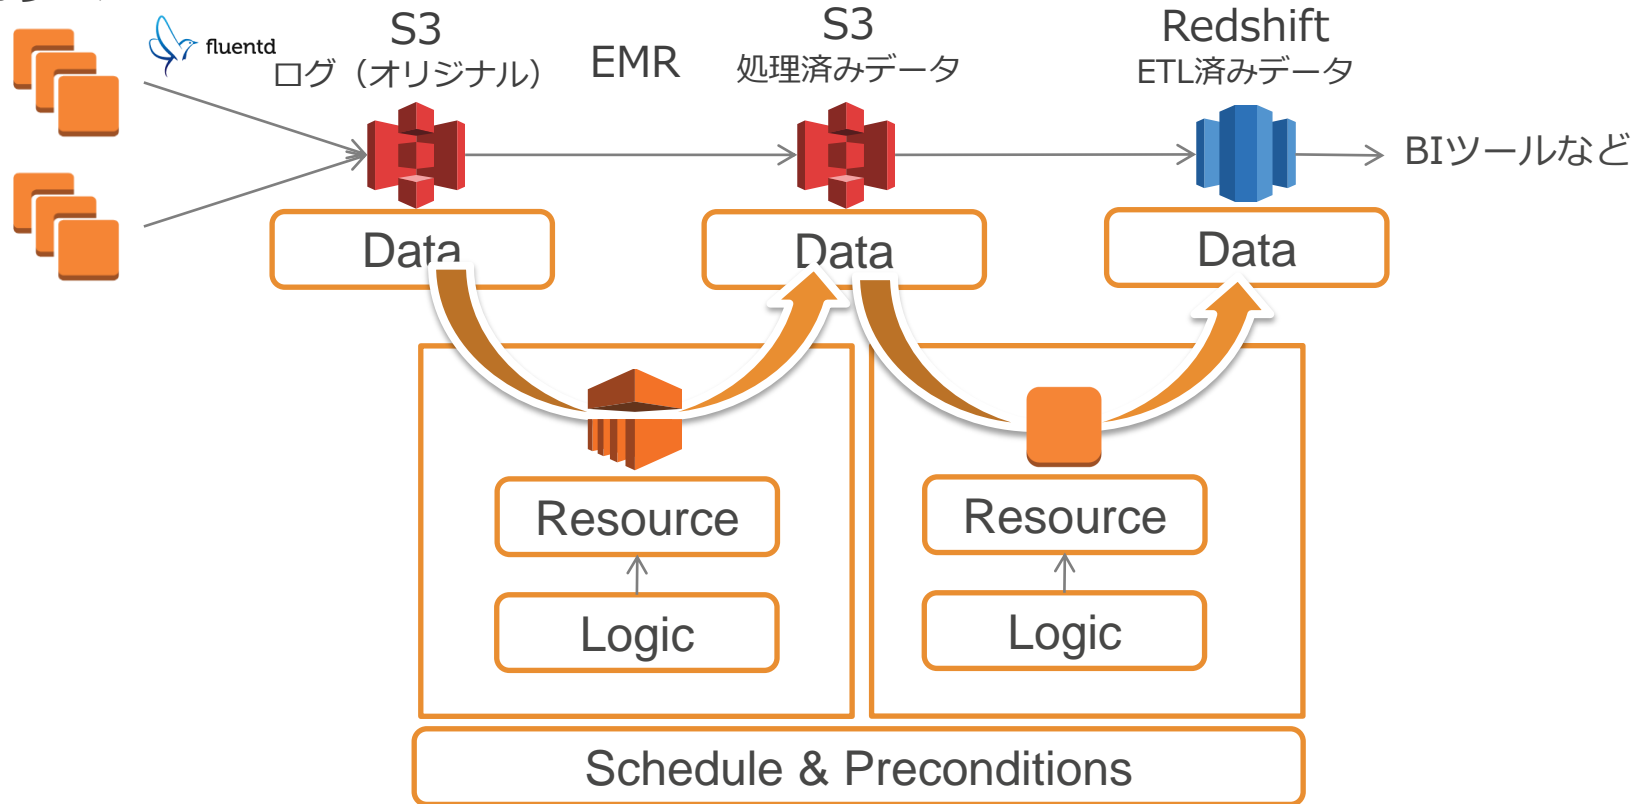 fluentd
S3
ログ（オリジナル）
EMR
S3
処理済みデータ
Redshift
ETL済みデータ
BIツールなど
Data
Data
Data
Resource
Resource
Logic
Logic
Schedule & Preconditions